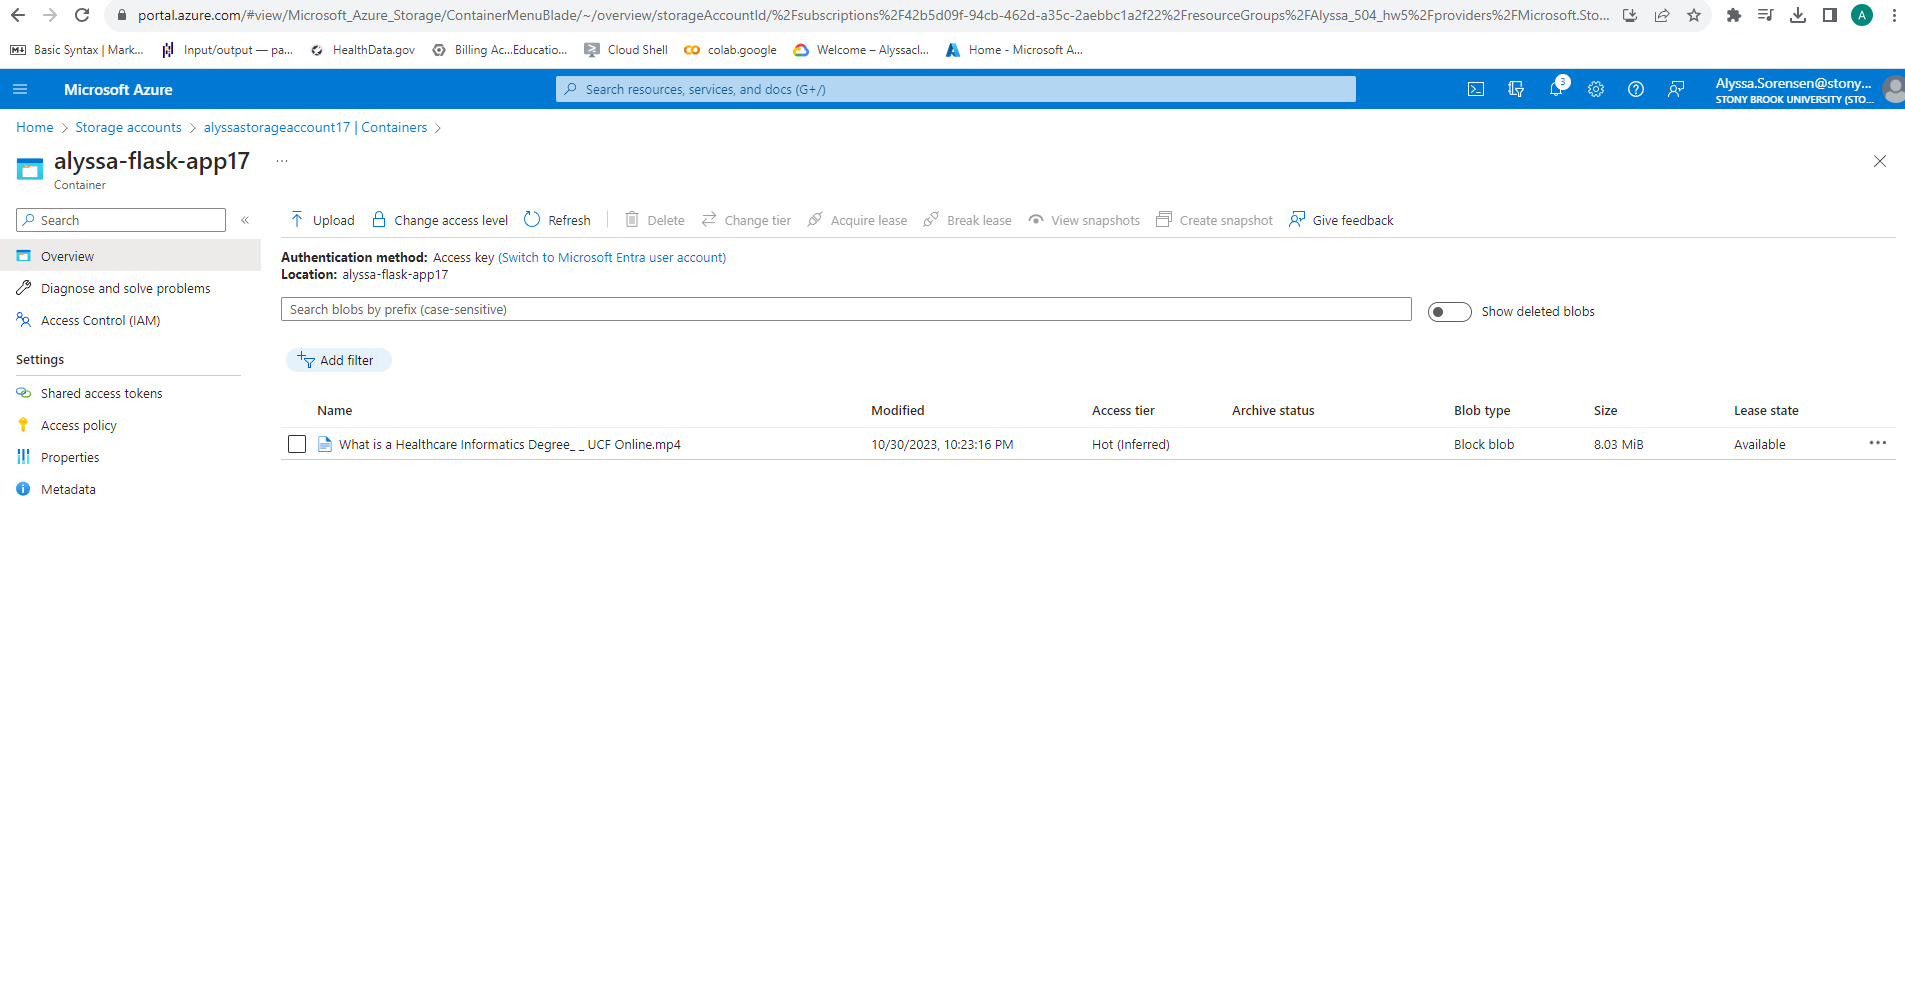 portal.azure.com/#view/Microsoft_Azure_Storage/ContainerMenuBlade/~/overview/storageAccountId/%2Fsubscriptions%2F42b5d09f-94cb-462d-a35c-2aebbc1a2f22%2FresourceGroups%2FAlyssa_504_hw5%2Fproviders%2FMicrosoft.Sto... A
Basic Syntax | Mark... Input/output — pa... HealthData.gov Billing Ac...Educatio... Cloud Shell colab.google Welcome – Alyssacl... Home - Microsoft A...
Microsoft Azure Search resources, services, and docs (G+/) 3 Alyssa.Sorensen@stony...
STONY BROOK UNIVERSITY (STO...
Home > Storage accounts > alyssastorageaccount17 | Containers >
alyssa-flask-app17 ...
Container
Search «
Upload Change access level Refresh Delete Change tier Acquire lease Break lease View snapshots Create snapshot Give feedback
Overview
Diagnose and solve problems
Access Control (IAM)
Settings
Shared access tokens
Access policy
Properties
Metadata
Authentication method: Access key (Switch to Microsoft Entra user account)
Location: alyssa-flask-app17
Search blobs by prefix (case-sensitive) Show deleted blobs
Add filter
Name Modified Access tier Archive status Blob type Size Lease state
What is a Healthcare Informatics Degree_ _ UCF Online.mp4 10/30/2023, 10:23:16 PM Hot (Inferred) Block blob 8.03 MiB Available ...